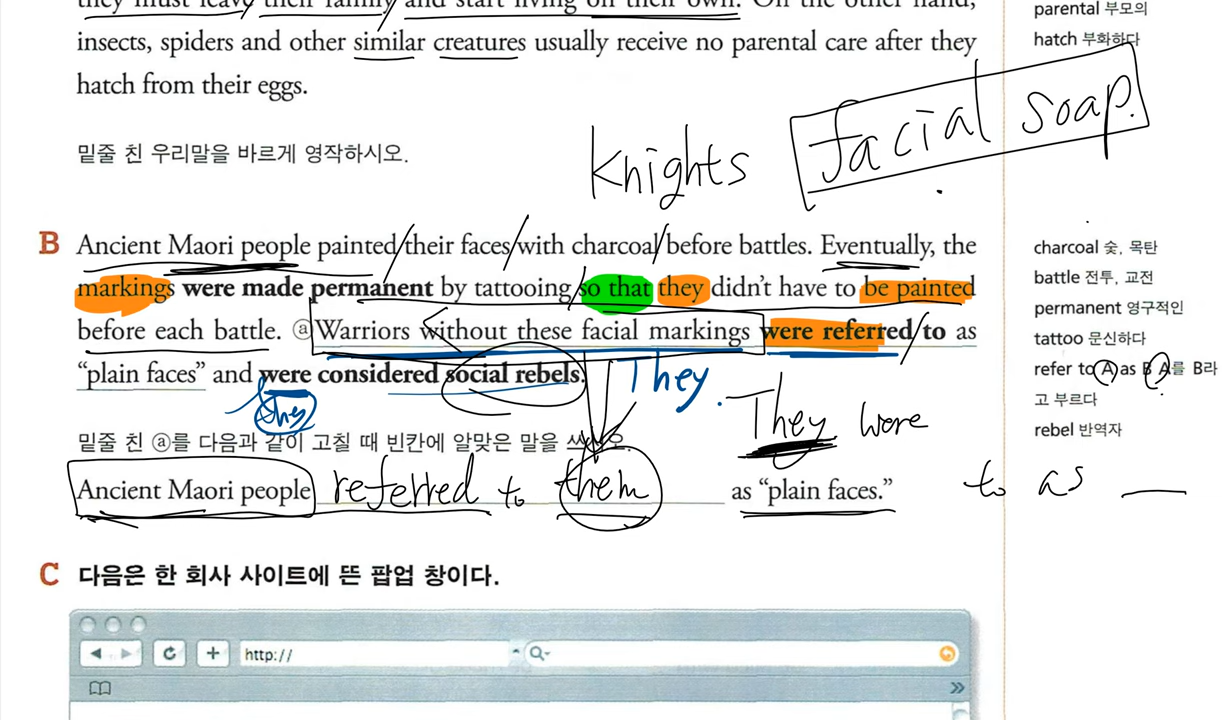 they must leave their family and start living on their own. On the other hand,
insects, spiders and other similar creatures usually receive no parental care after they
hatch from their eggs.
parental 부모의
hatch 부화하다
밑줄 친 우리말을 바르게 영작하시오.
Knights
facial soap.
B Ancient Maori people painted/their faces/with charcoal/before battles. Eventually, the
markings were made permanent by tattooing/so that they didn't have to be painted
before each battle. ⓐWarriors without these facial markings were referred/to as
"plain faces" and were considered social rebels.
They.
they
They were
to as
charcoal 숯, 목탄
battle 전투, 교전
permanent 영구적인
tattoo 문신하다
refer to A as B A를 B라
고 부르다
rebel 반역자
밑줄 친 ⓐ를 다음과 같이 고칠 때 빈칸에 알맞은 말을 쓰시오.
Ancient Maori people referred to them as "plain faces."
C 다음은 한 회사 사이트에 뜬 팝업 창이다.
http://